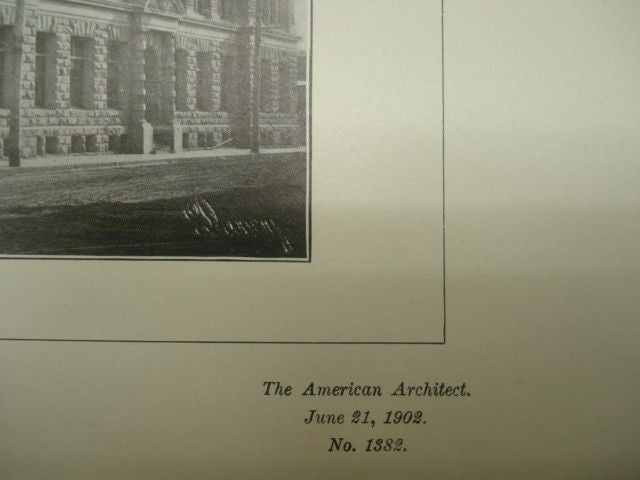 The American Architect.
June 21, 1902.
No. 1382.